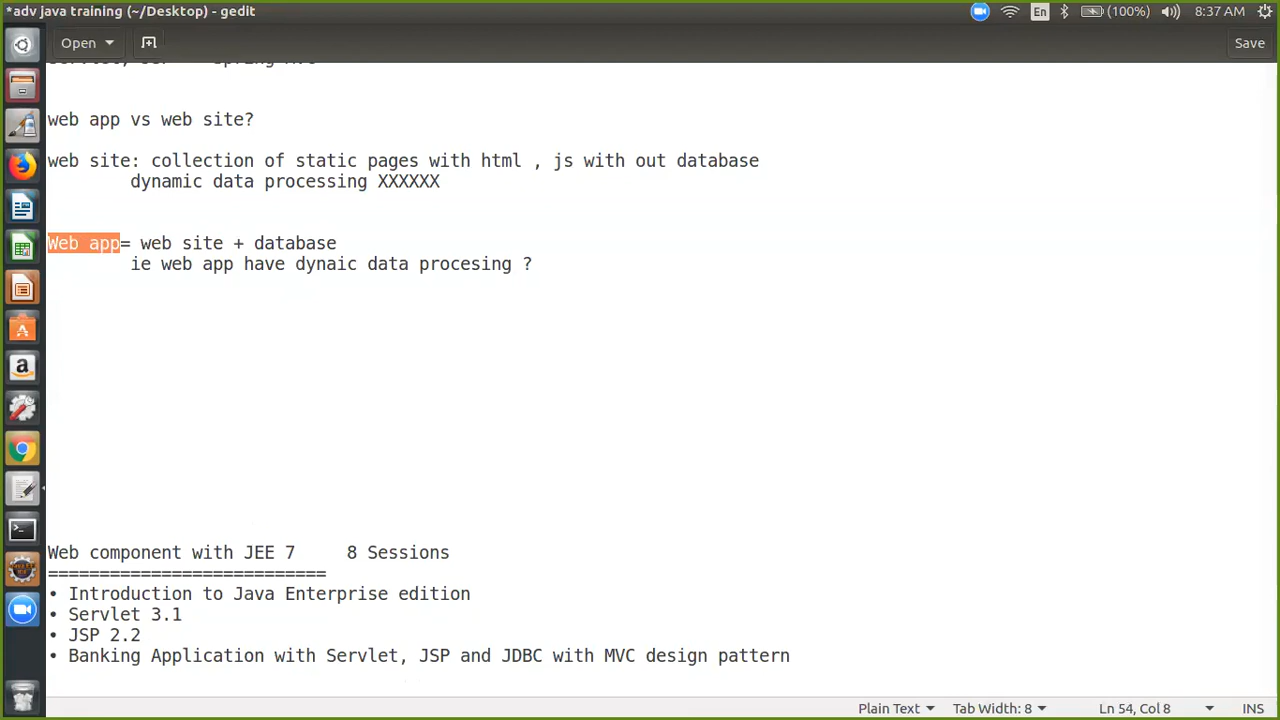 *adv java training (~/Desktop) - gedit
En
(100%)
8:37 AM
Open
Save
web app vs web site?
web site: collection of static pages with html , js with out database
dynamic data processing XXXXXX
Web app= web site + database
ie web app have dynaic data procesing ?
Web component with JEE 7 8 Sessions
===========================
• Introduction to Java Enterprise edition
• Servlet 3.1
• JSP 2.2
• Banking Application with Servlet, JSP and JDBC with MVC design pattern
Plain Text
Tab Width: 8
Ln 54, Col 8
INS